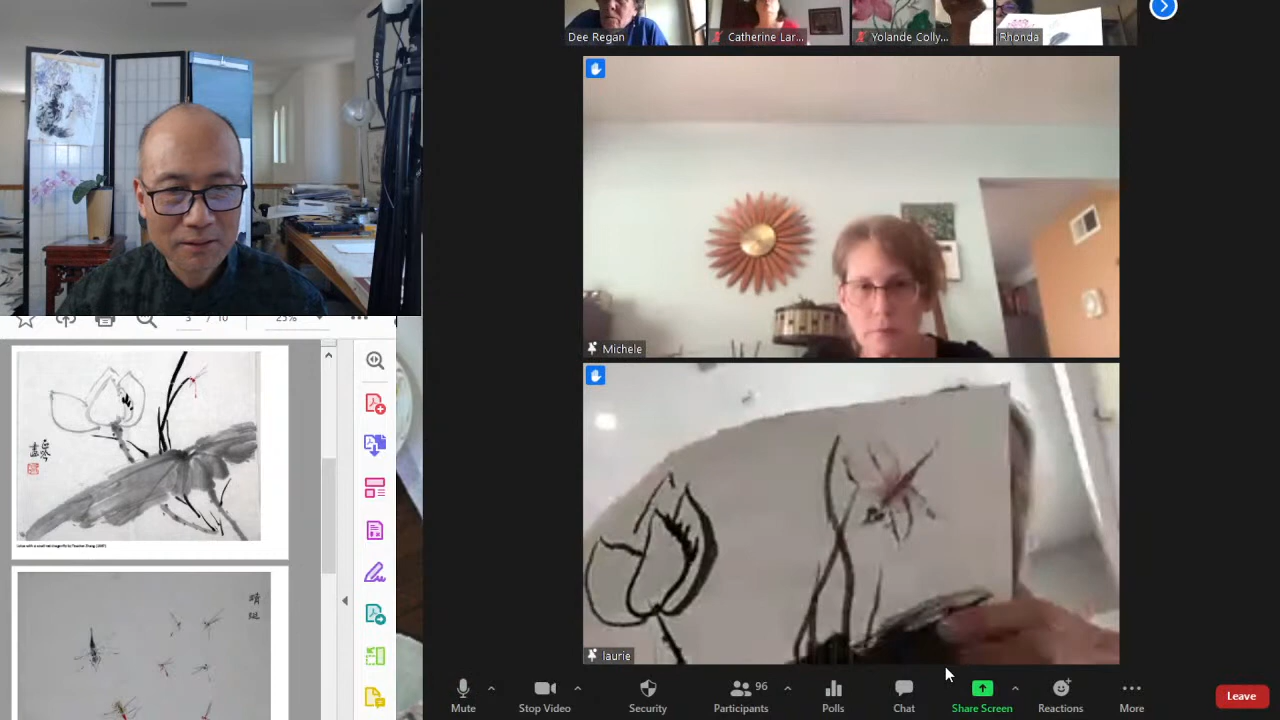 Dee Regan
Catherine Lar...
Yolande Colly...
Rhonda
Michele
laurie
Mute
Stop Video
Security
96
Participants
Polls
Chat
Share Screen
Reactions
More
Leave
晴